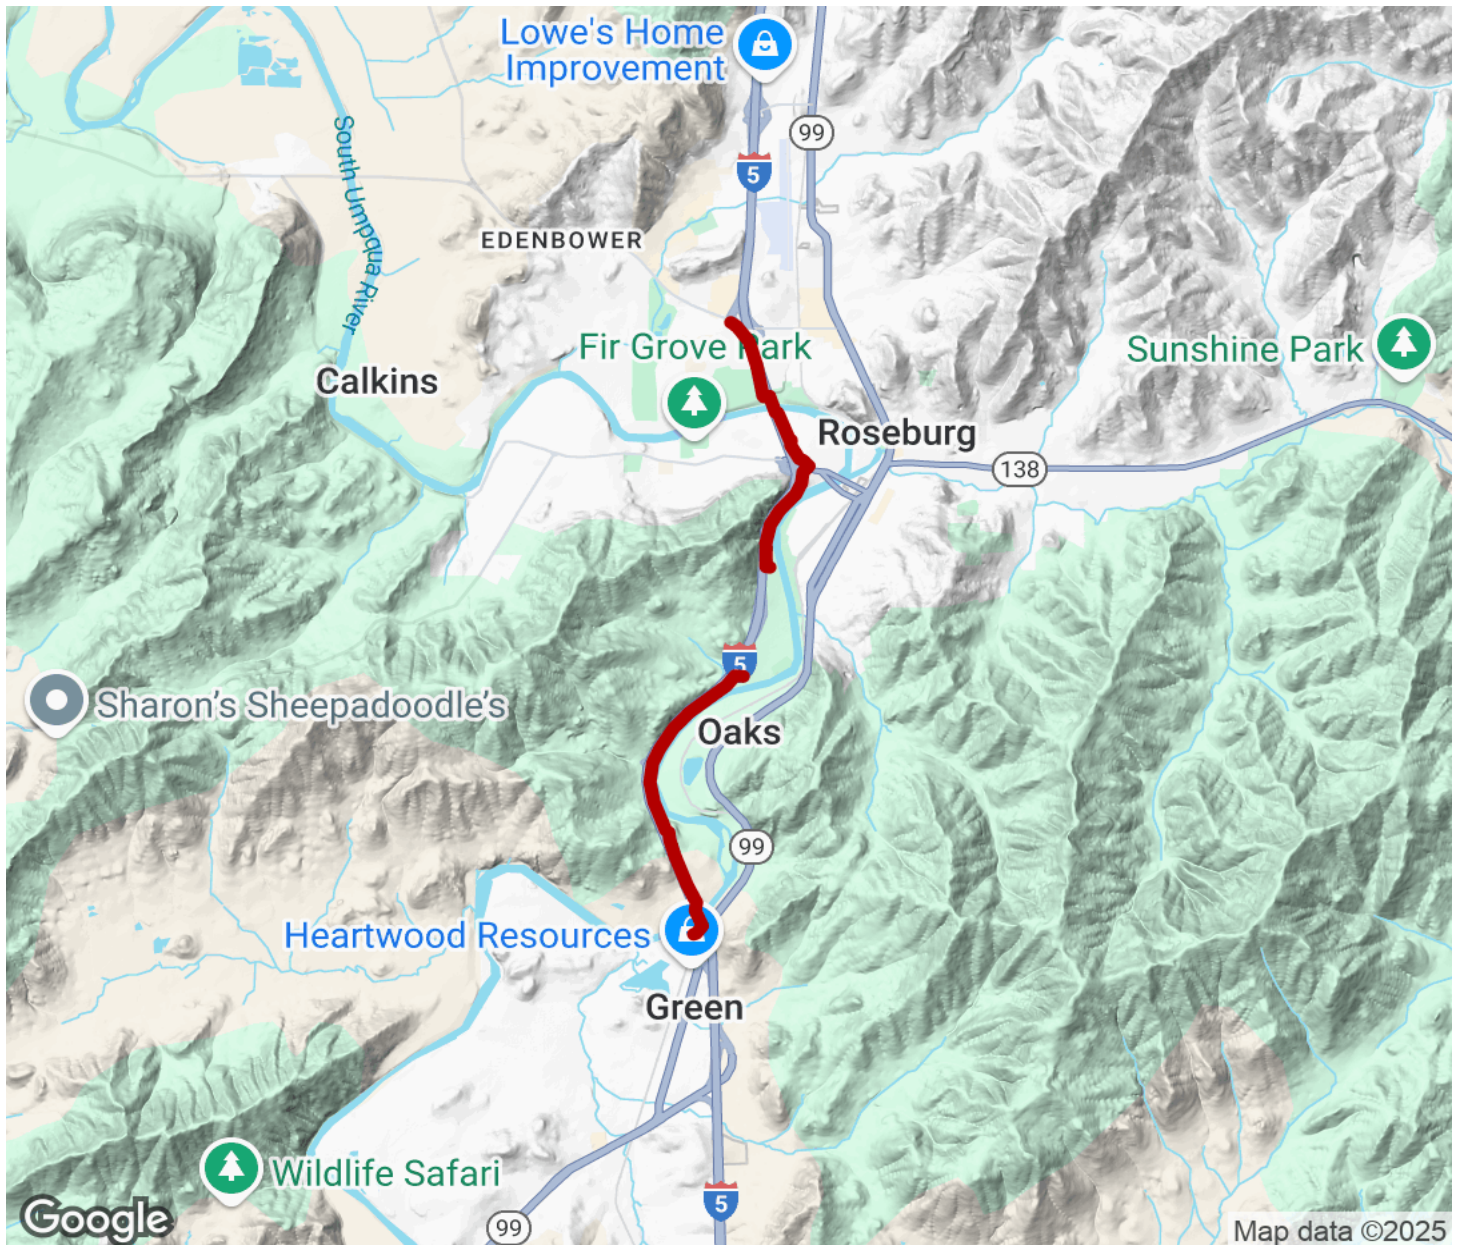 Lowe's Home
Improvement
99
5
South Umpqua River
EDENBOWER
Fir Grove Park
Sunshine Park
Calkins
Roseburg
138
5
Sharon's Sheepadoodle's
Oaks
99
Heartwood Resources
Green
Wildlife Safari
5
99
Google
Map data ©2025